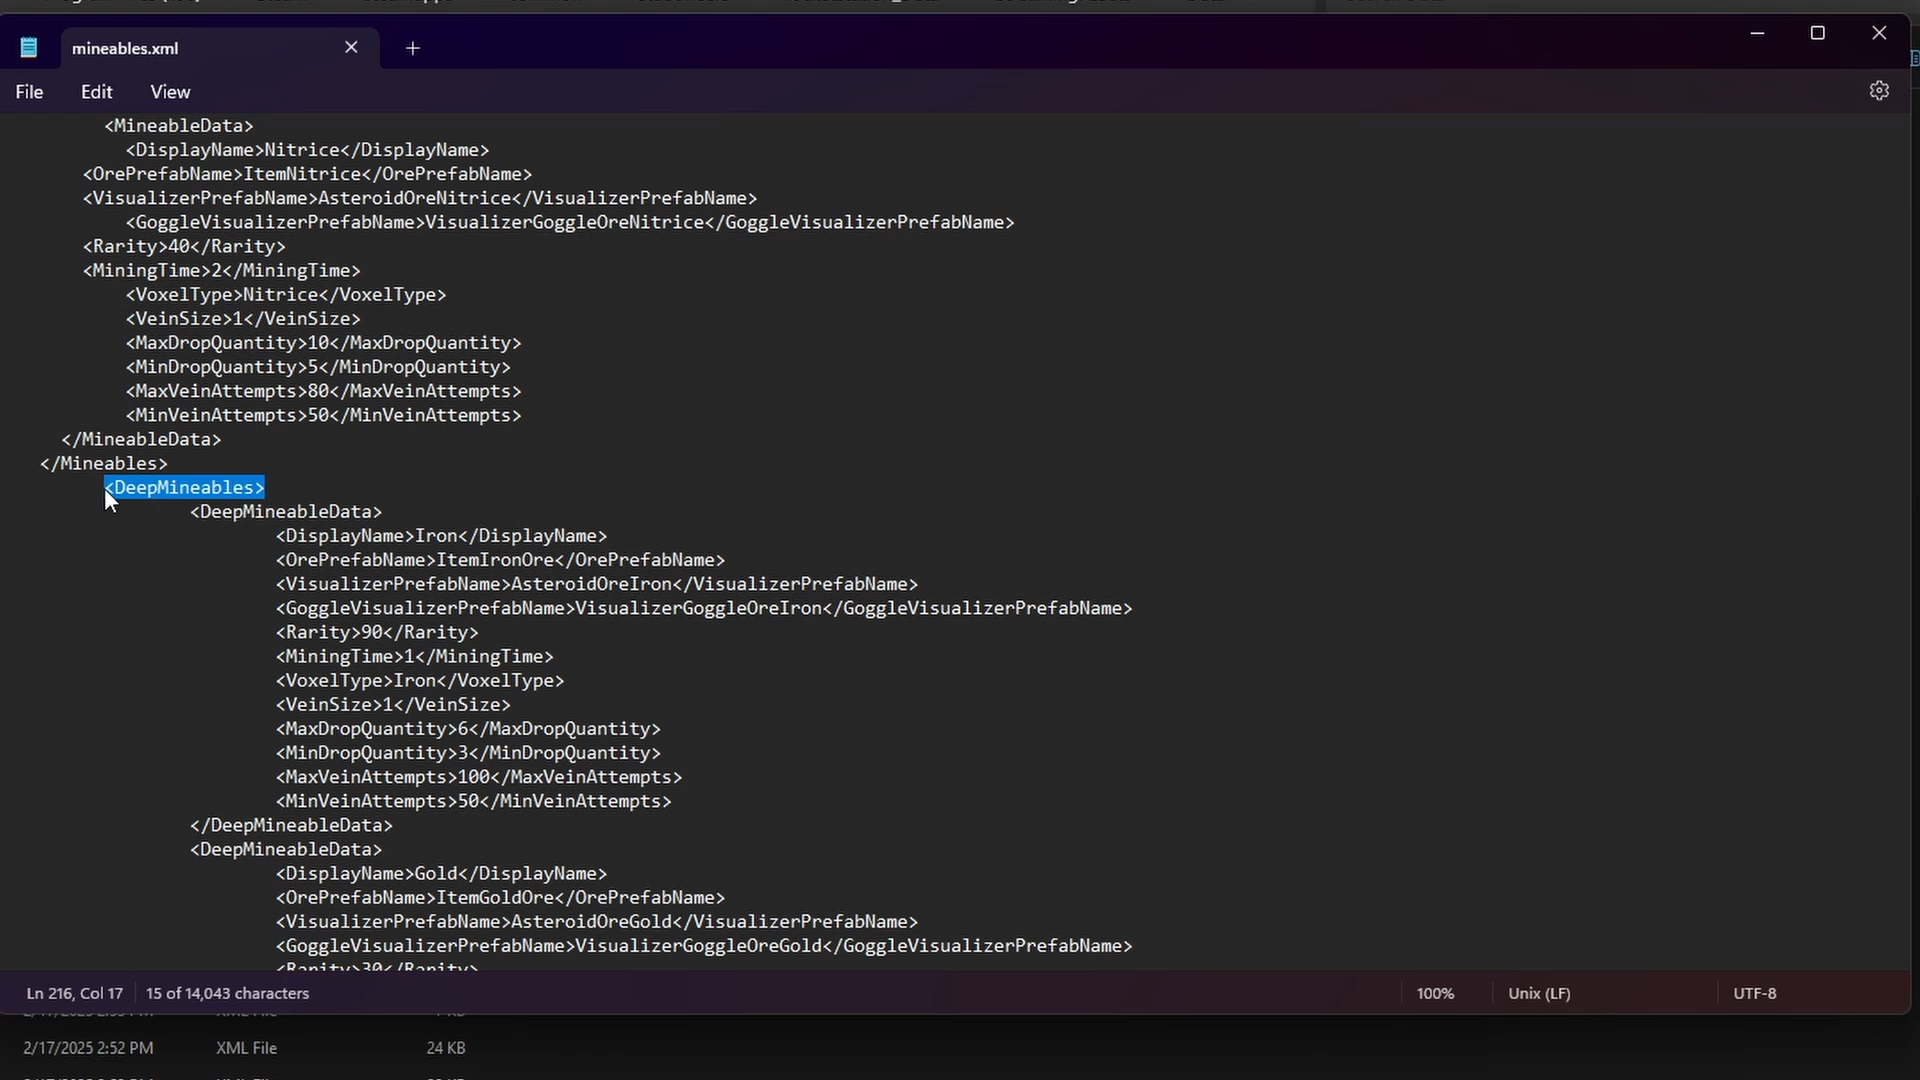 mineables.xml
File Edit View
<MineableData>
<DisplayName>Nitrice</DisplayName>
<OrePrefabName>ItemNitrice</OrePrefabName>
<VisualizerPrefabName>AsteroidOreNitrice</VisualizerPrefabName>
<GoggleVisualizerPrefabName>VisualizerGoggleOreNitrice</GoggleVisualizerPrefabName>
<Rarity>40</Rarity>
<MiningTime>2</MiningTime>
<VoxelType>Nitrice</VoxelType>
<VeinSize>1</VeinSize>
<MaxDropQuantity>10</MaxDropQuantity>
<MinDropQuantity>5</MinDropQuantity>
<MaxVeinAttempts>80</MaxVeinAttempts>
<MinVeinAttempts>50</MinVeinAttempts>
</MineableData>
</Mineables>
<DeepMineables>
<DeepMineableData>
<DisplayName>Iron</DisplayName>
<OrePrefabName>ItemIronOre</OrePrefabName>
<VisualizerPrefabName>AsteroidOreIron</VisualizerPrefabName>
<GoggleVisualizerPrefabName>VisualizerGoggleOreIron</GoggleVisualizerPrefabName>
<Rarity>90</Rarity>
<MiningTime>1</MiningTime>
<VoxelType>Iron</VoxelType>
<VeinSize>1</VeinSize>
<MaxDropQuantity>6</MaxDropQuantity>
<MinDropQuantity>3</MinDropQuantity>
<MaxVeinAttempts>100</MaxVeinAttempts>
<MinVeinAttempts>50</MinVeinAttempts>
</DeepMineableData>
<DeepMineableData>
<DisplayName>Gold</DisplayName>
<OrePrefabName>ItemGoldOre</OrePrefabName>
<VisualizerPrefabName>AsteroidOreGold</VisualizerPrefabName>
<GoggleVisualizerPrefabName>VisualizerGoggleOreGold</GoggleVisualizerPrefabName>
<Rarity>30</Rarity>
Ln 216, Col 17 15 of 14,043 characters 100% Unix (LF) UTF-8
2/17/2025 2:52 PM XML File 24 KB